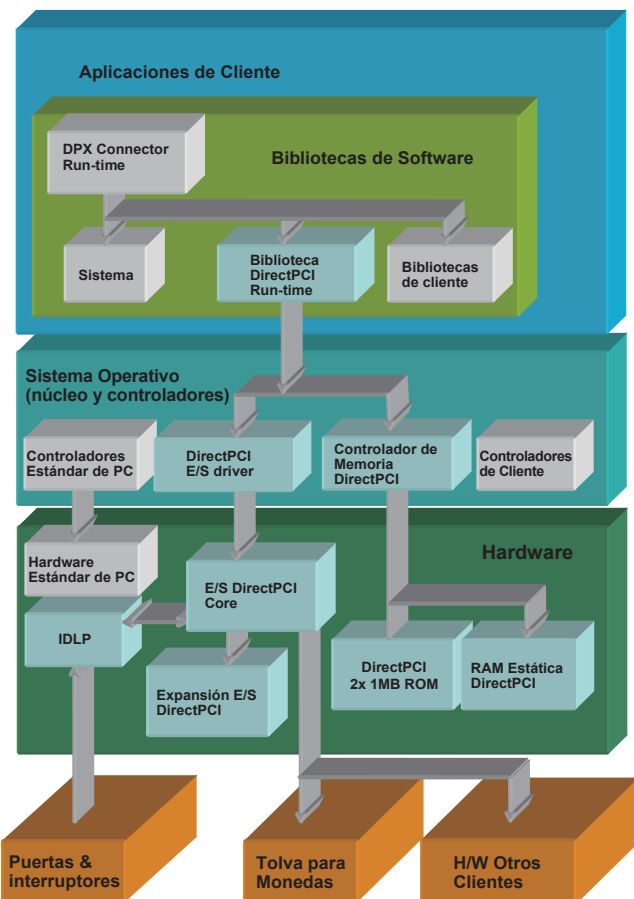 Aplicaciones de Cliente
DPX Connector
Run-time
Bibliotecas de Software
Sistema
Biblioteca
DirectPCI
Run-time
Bibliotecas
de cliente
Sistema Operativo
(núcleo y controladores)
Controladores
Estándar de PC
DirectPCI
E/S driver
Controlador de
Memoria
DirectPCI
Controladores
de Cliente
Hardware
Hardware
Estándar de PC
E/S DirectPCI
Core
IDLP
Expansión E/S
DirectPCI
DirectPCI
2x 1MB ROM
RAM Estática
DirectPCI
Puertas &
interruptores
Tolva para
Monedas
H/W Otros
Clientes